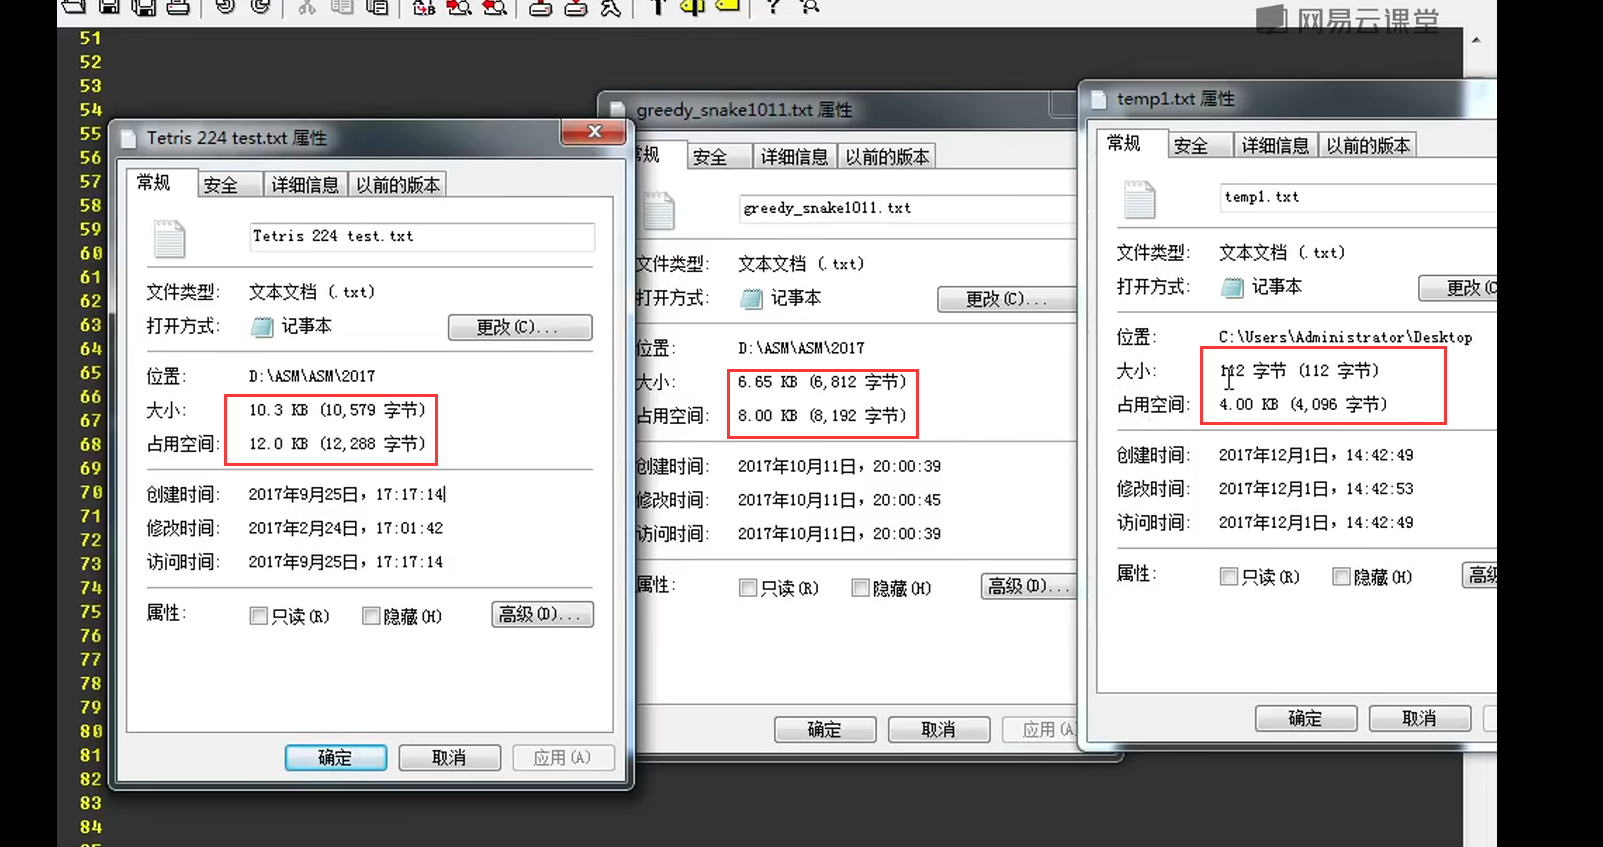 网易云课堂
51
52
53
54
55
56
57
58
59
60
61
62
63
64
65
66
67
68
69
70
71
72
73
74
75
76
77
78
79
80
81
82
83
84
Tetris 224 test.txt 属性
常规 安全 详细信息 以前的版本
Tetris 224 test.txt
文件类型: 文本文档 (.txt)
打开方式: 记事本 更改(C)...
位置: D:\ASM\ASM\2017
大小: 10.3 KB (10,579 字节)
占用空间: 12.0 KB (12,288 字节)
创建时间: 2017年9月25日，17:17:14
修改时间: 2017年2月24日，17:01:42
访问时间: 2017年9月25日，17:17:14
属性: 只读(R) 隐藏(H) 高级(D)...
确定 取消 应用(A)
greedy_snake1011.txt 属性
常规 安全 详细信息 以前的版本
greedy_snake1011.txt
文件类型: 文本文档 (.txt)
打开方式: 记事本 更改(C)...
位置: D:\ASM\ASM\2017
大小: 6.65 KB (6,812 字节)
占用空间: 8.00 KB (8,192 字节)
创建时间: 2017年10月11日，20:00:39
修改时间: 2017年10月11日，20:00:45
访问时间: 2017年10月11日，20:00:39
属性: 只读(R) 隐藏(H) 高级(D)...
确定 取消 应用(A)
temp1.txt 属性
常规 安全 详细信息 以前的版本
temp1.txt
文件类型: 文本文档 (.txt)
打开方式: 记事本 更改(C
位置: C:\Users\Administrator\Desktop
大小: 112 字节 (112 字节)
占用空间: 4.00 KB (4,096 字节)
创建时间: 2017年12月1日，14:42:49
修改时间: 2017年12月1日，14:42:53
访问时间: 2017年12月1日，14:42:49
属性: 只读(R) 隐藏(H) 高级
确定 取消